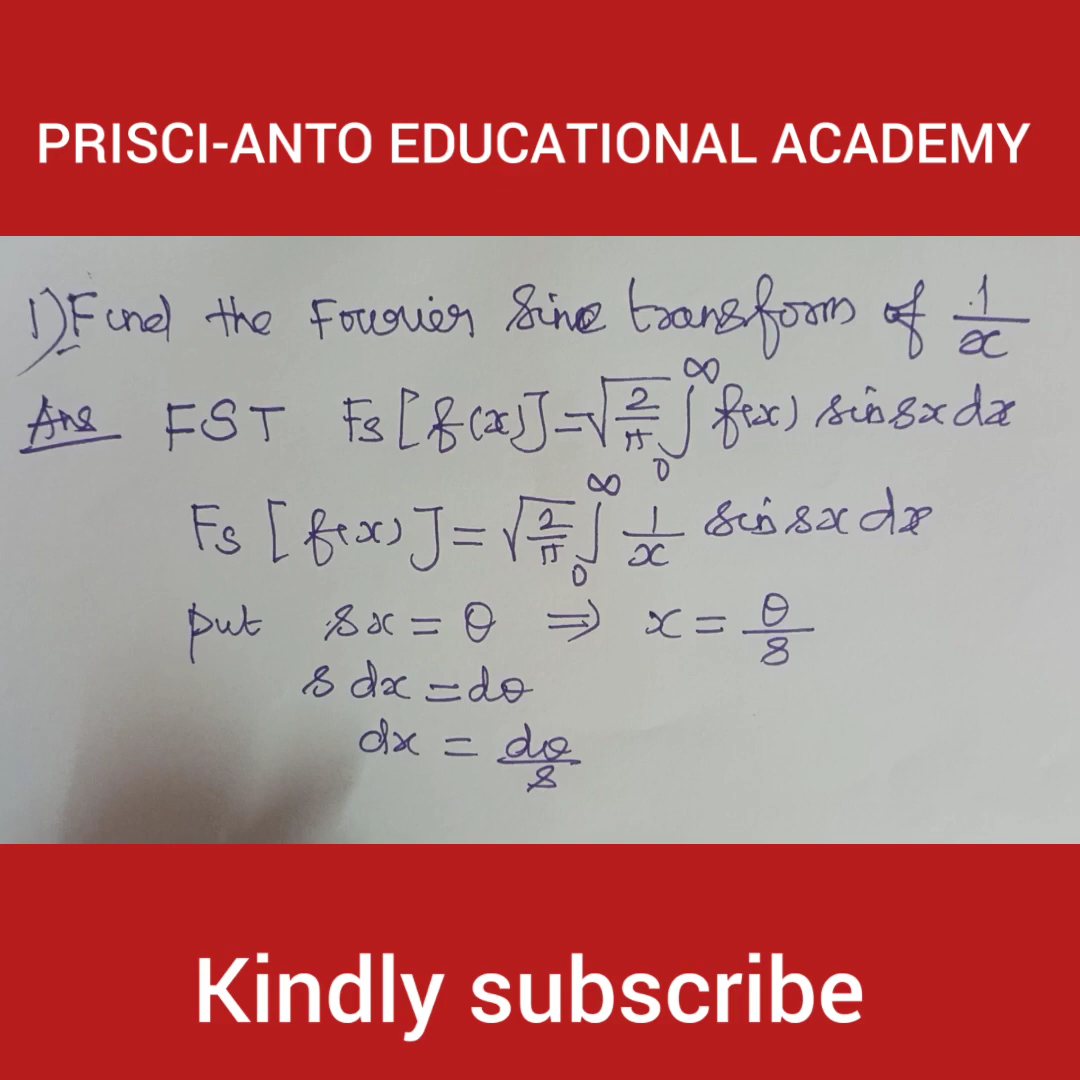 PRISCI-ANTO EDUCATIONAL ACADEMY
1) Find the Fourier Sine transform of 1/x
Ans FST Fs [f(x)] = √(2/π) ∫₀^∞ f(x) sin sx dx
Fs [f(x)] = √(2/π) ∫₀^∞ 1/x sin sx dx
put sx = θ ⇒ x = θ/s
s dx = dθ
dx = dθ/s
Kindly subscribe